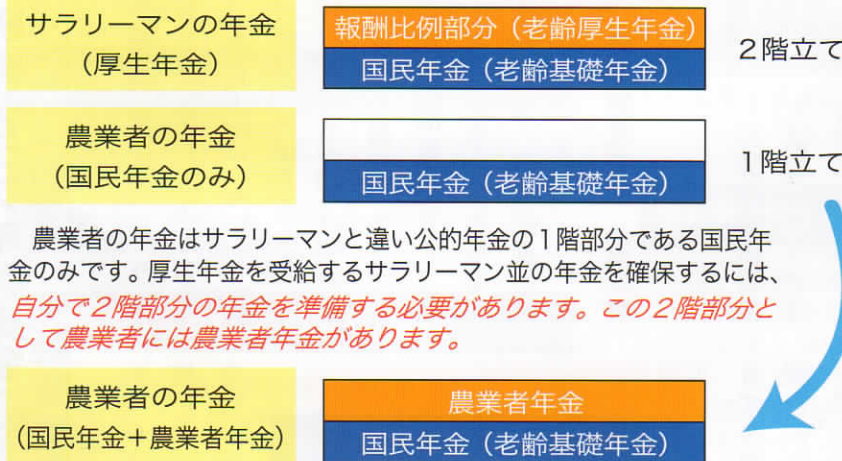 サラリーマンの年金
(厚生年金)
報酬比例部分(老齢厚生年金)
国民年金(老齢基礎年金)
2階立て
農業者の年金
(国民年金のみ)
国民年金(老齢基礎年金)
1階立て
農業者の年金はサラリーマンと違い公的年金の1階部分である国民年
金のみです。厚生年金を受給するサラリーマン並の年金を確保するには、
自分で2階部分の年金を準備する必要があります。この2階部分と
して農業者には農業者年金があります。
農業者の年金
(国民年金+農業者年金)
農業者年金
国民年金(老齢基礎年金)